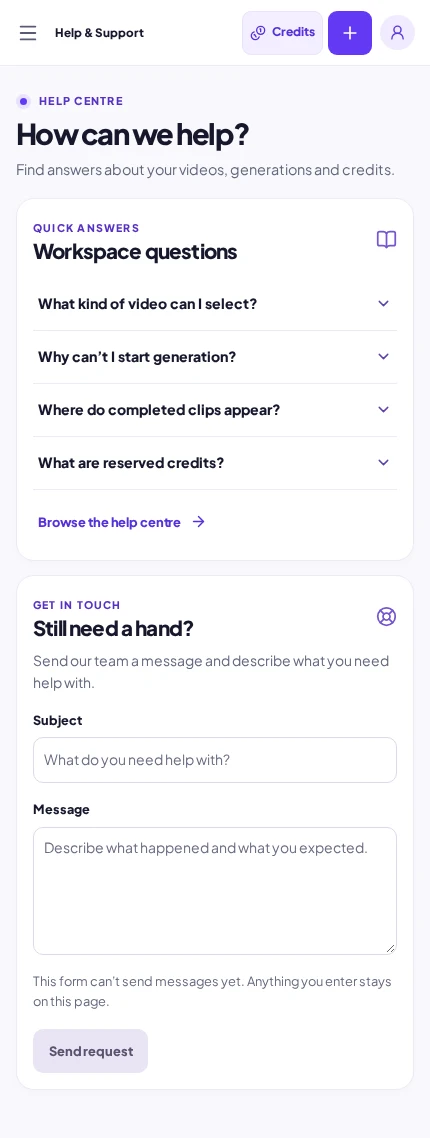 Help & Support
Credits
HELP CENTRE
How can we help?
Find answers about your videos, generations and credits.
QUICK ANSWERS
Workspace questions
What kind of video can I select?
Why can’t I start generation?
Where do completed clips appear?
What are reserved credits?
Browse the help centre
GET IN TOUCH
Still need a hand?
Send our team a message and describe what you need
help with.
Subject
What do you need help with?
Message
Describe what happened and what you expected.
This form can't send messages yet. Anything you enter stays
on this page.
Send request